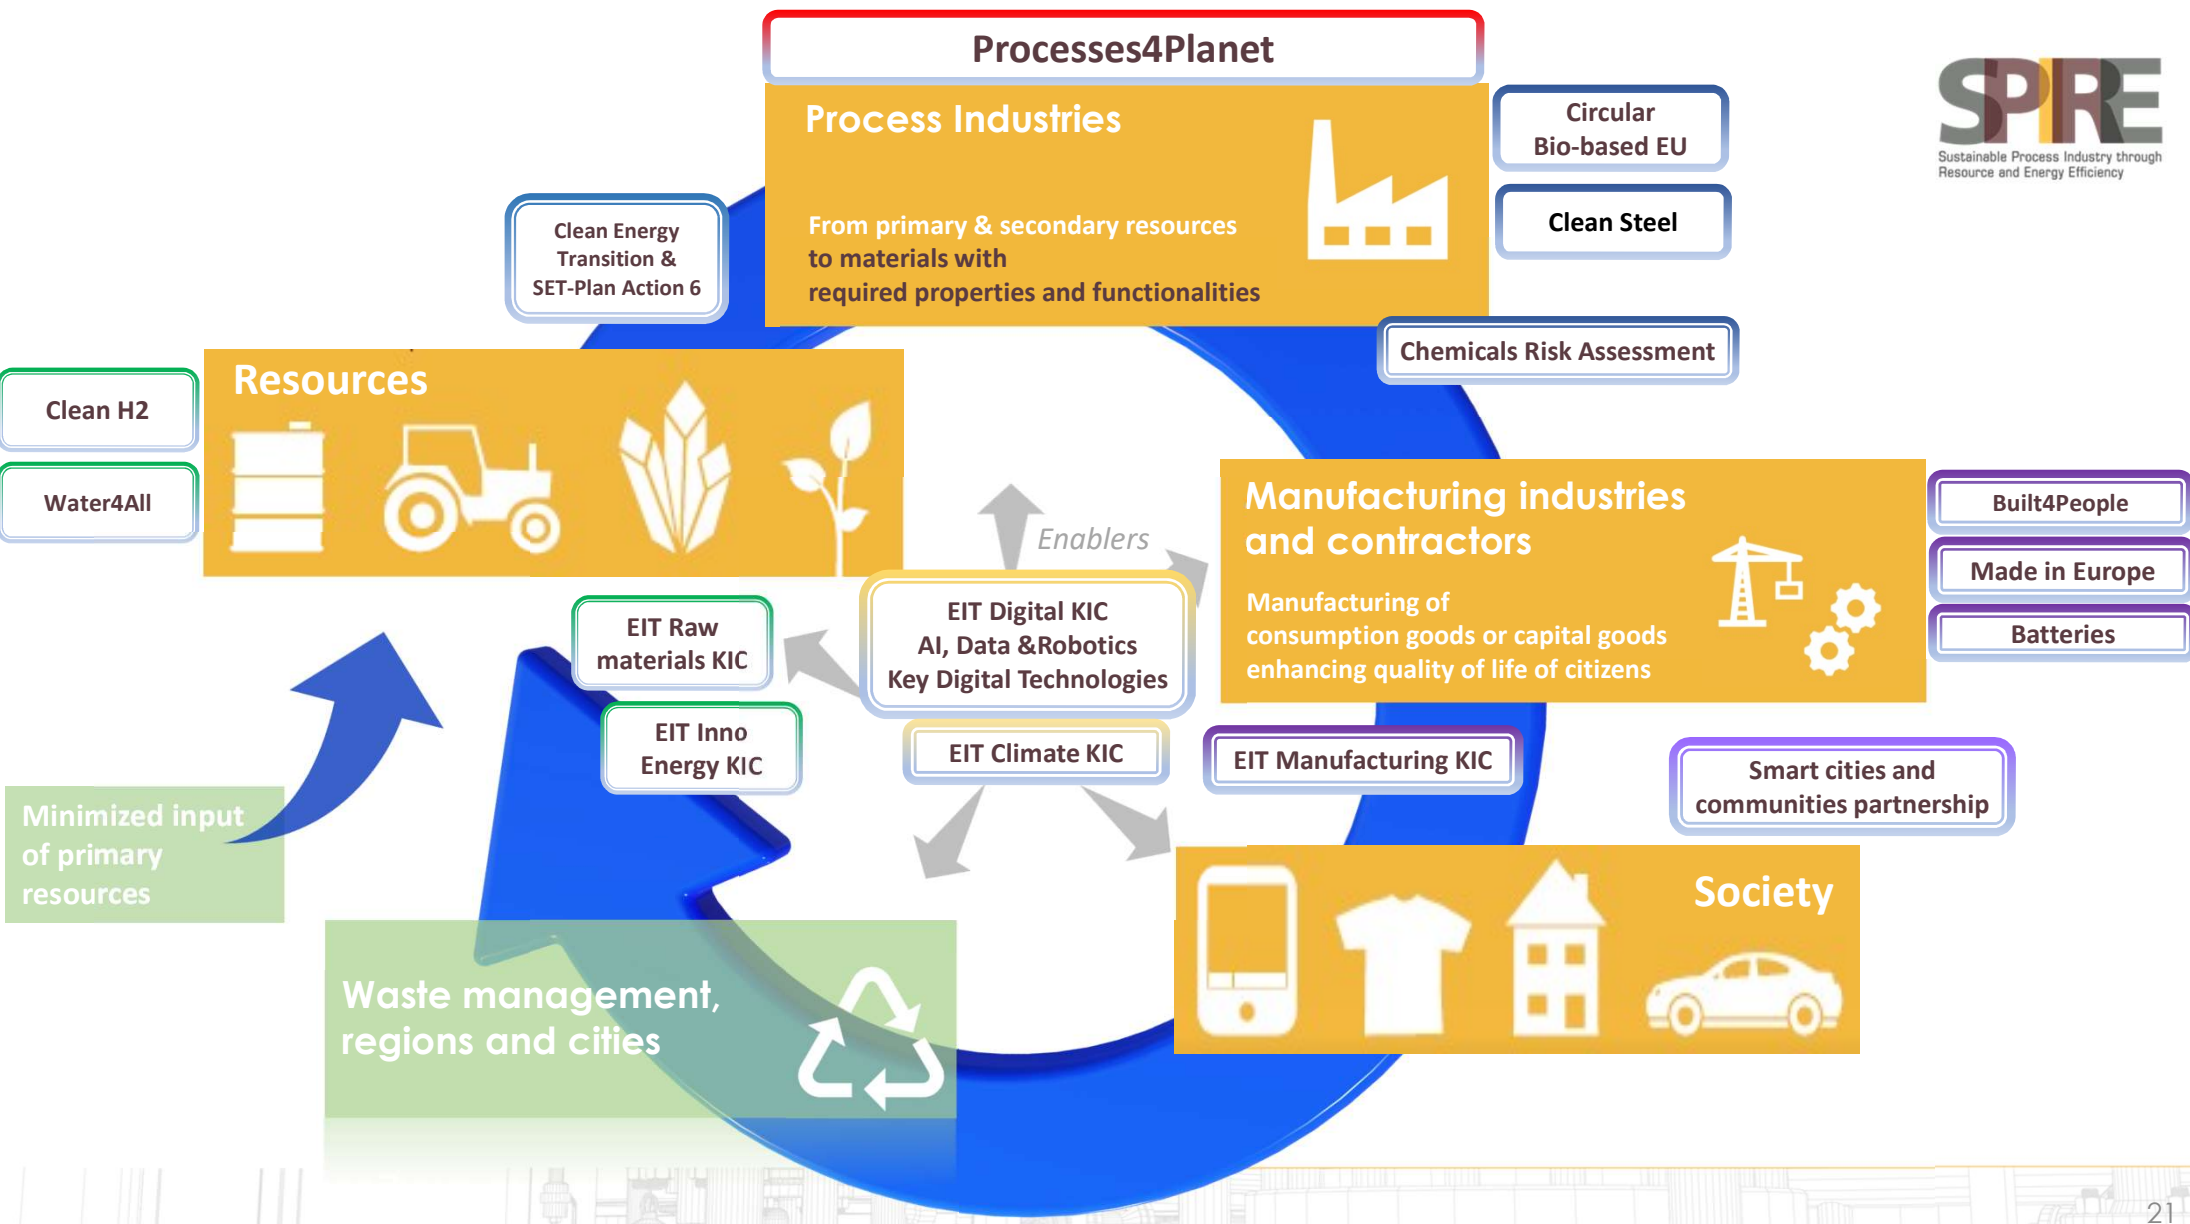 Processes4Planet
Process Industries
From primary & secondary resources
to materials with
required properties and functionalities
Circular
Bio-based EU
Clean Steel
SPIRE
Sustainable Process Industry through
Resource and Energy Efficiency
Clean Energy
Transition &
SET-Plan Action 6
Chemicals Risk Assessment
Resources
Clean H2
Water4All
Enablers
Manufacturing industries
and contractors
Manufacturing of
consumption goods or capital goods
enhancing quality of life of citizens
Built4People
Made in Europe
Batteries
EIT Raw
materials KIC
EIT Digital KIC
AI, Data &Robotics
Key Digital Technologies
EIT Inno
Energy KIC
EIT Climate KIC
EIT Manufacturing KIC
Smart cities and
communities partnership
Minimized input
of primary
resources
Society
Waste management,
regions and cities
21